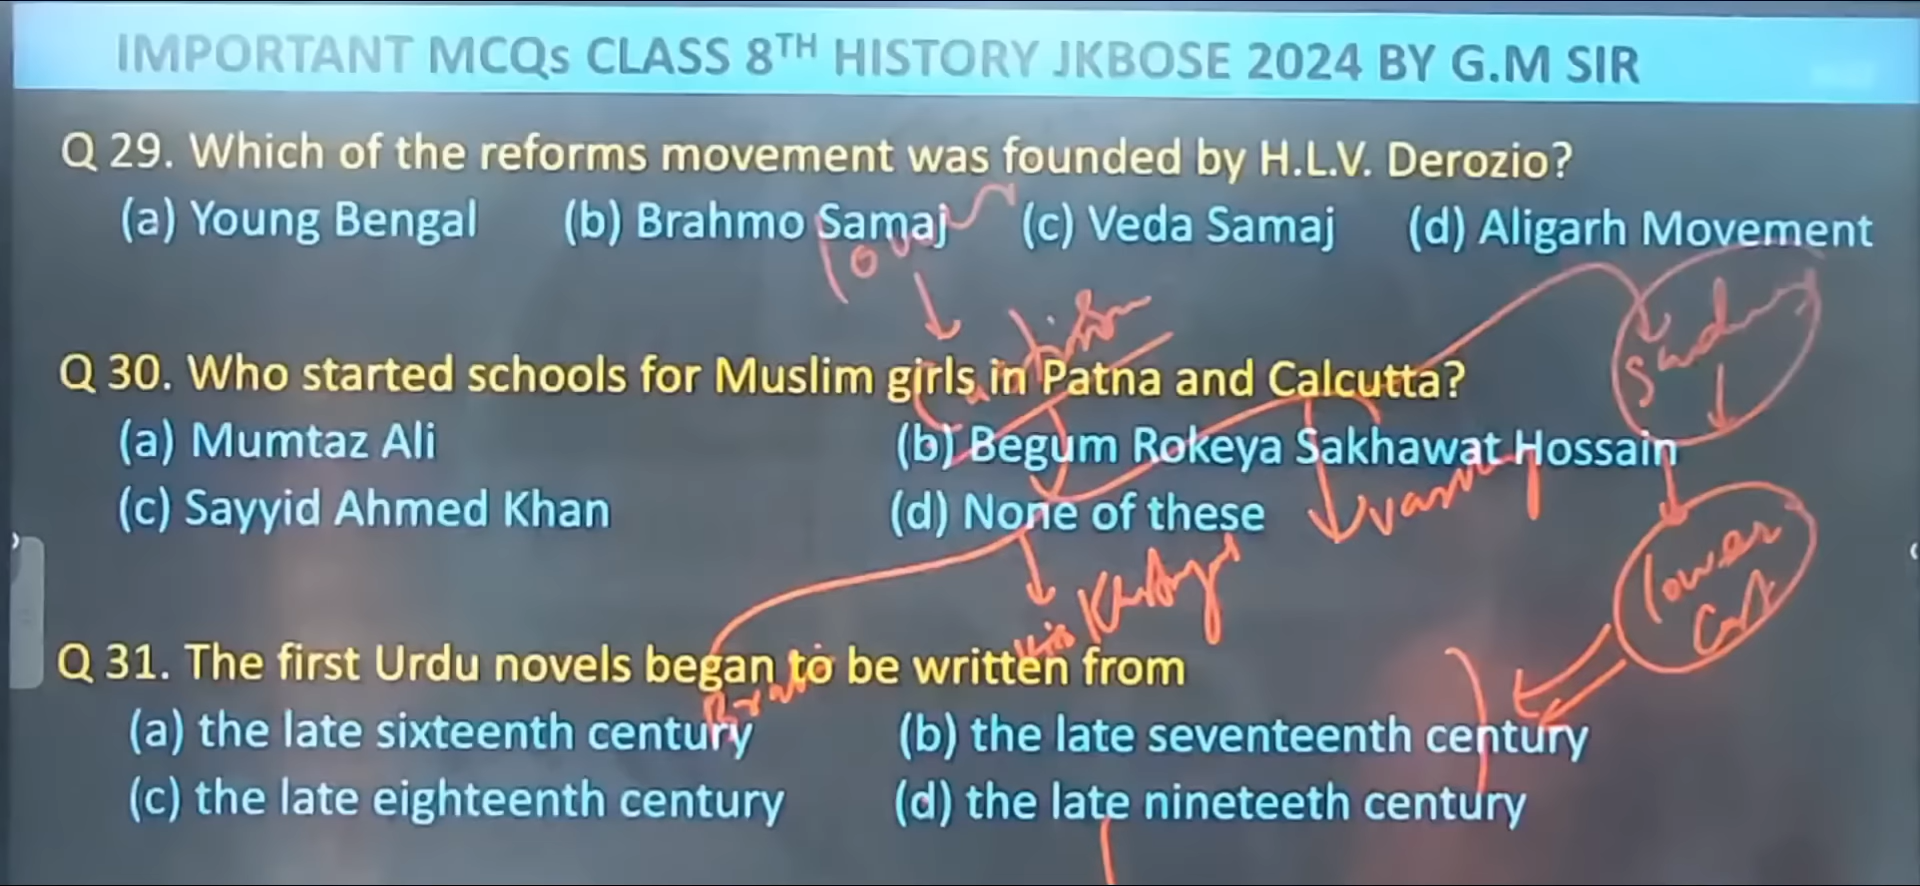 IMPORTANT MCQs CLASS 8TH HISTORY JKBOSE 2024 BY G.M SIR
Q 29. Which of the reforms movement was founded by H.L.V. Derozio?
(a) Young Bengal (b) Brahmo Samaj (c) Veda Samaj (d) Aligarh Movement
Q 30. Who started schools for Muslim girls in Patna and Calcutta?
(a) Mumtaz Ali (b) Begum Rokeya Sakhawat Hossain
(c) Sayyid Ahmed Khan (d) None of these
lower
Q 31. The first Urdu novels began to be written from
(a) the late sixteenth century (b) the late seventeenth century
(c) the late eighteenth century (d) the late nineteeth century